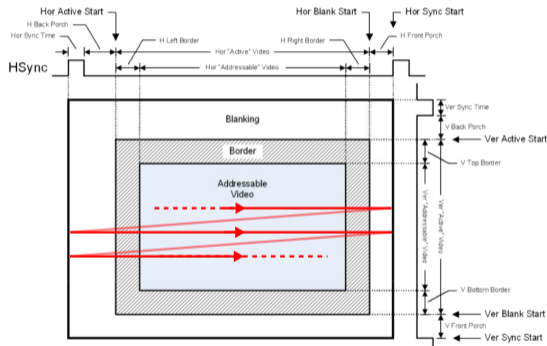 Hor Active Start
Hor Blank Start
Hor Sync Start
H Back Porch
Hor Sync Time
H Left Border
H Right Border
H Front Porch
Hor "Active" Video
Hor "Addressable" Video
HSync
Blanking
Border
Addressable
Video
Ver Sync Time
V Back Porch
Ver Active Start
V Top Border
Ver "Addressable" Video
Ver "Active" Video
V Bottom Border
Ver Blank Start
V Front Porch
Ver Sync Start